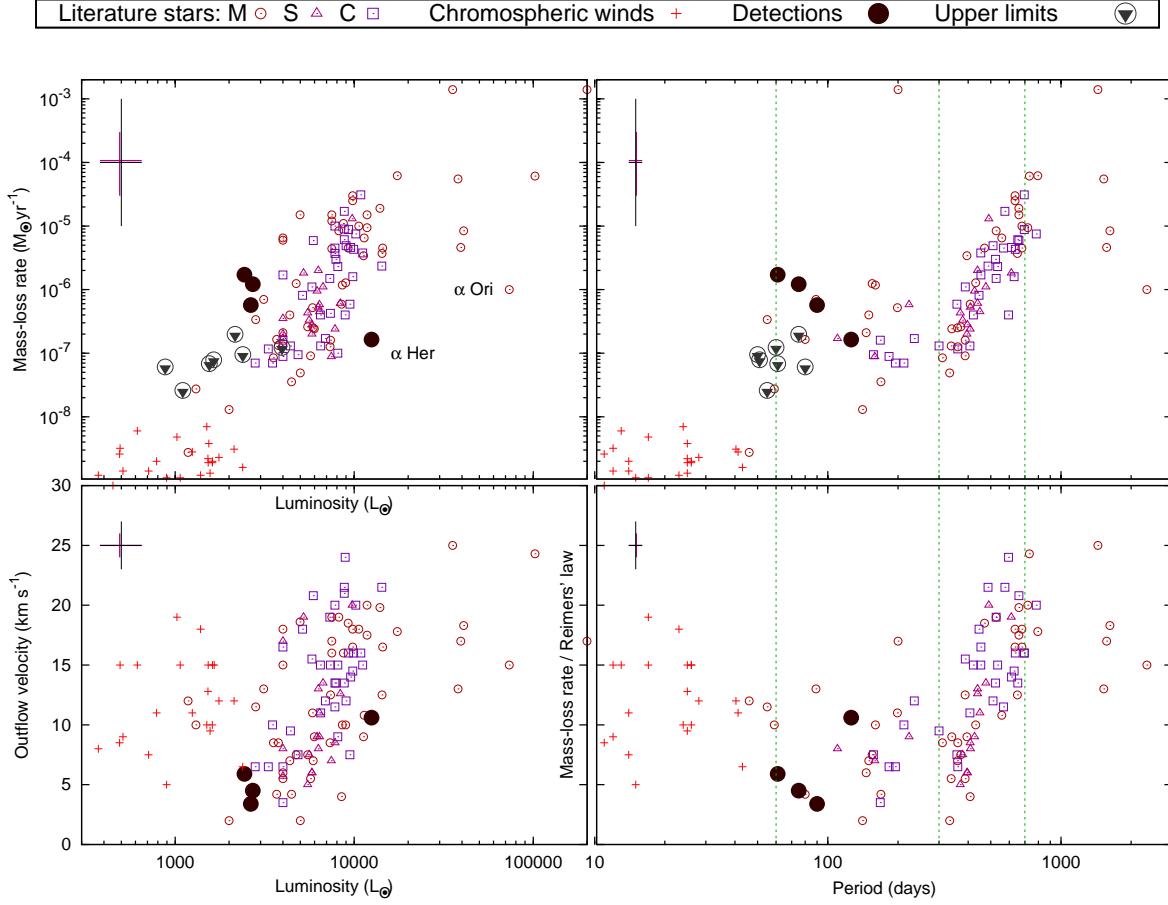 Literature stars: M S C Chromospheric winds Detections Upper limits
Mass-loss rate (M⊙yr⁻¹)
10⁻³
10⁻⁴
10⁻⁵
10⁻⁶
10⁻⁷
10⁻⁸
α Ori
α Her
Luminosity (L⊙)
Outflow velocity (km s⁻¹)
30
25
20
15
10
5
0
1000 10000 100000
Luminosity (L⊙)
Mass-loss rate / Reimers' law
10 100 1000
Period (days)